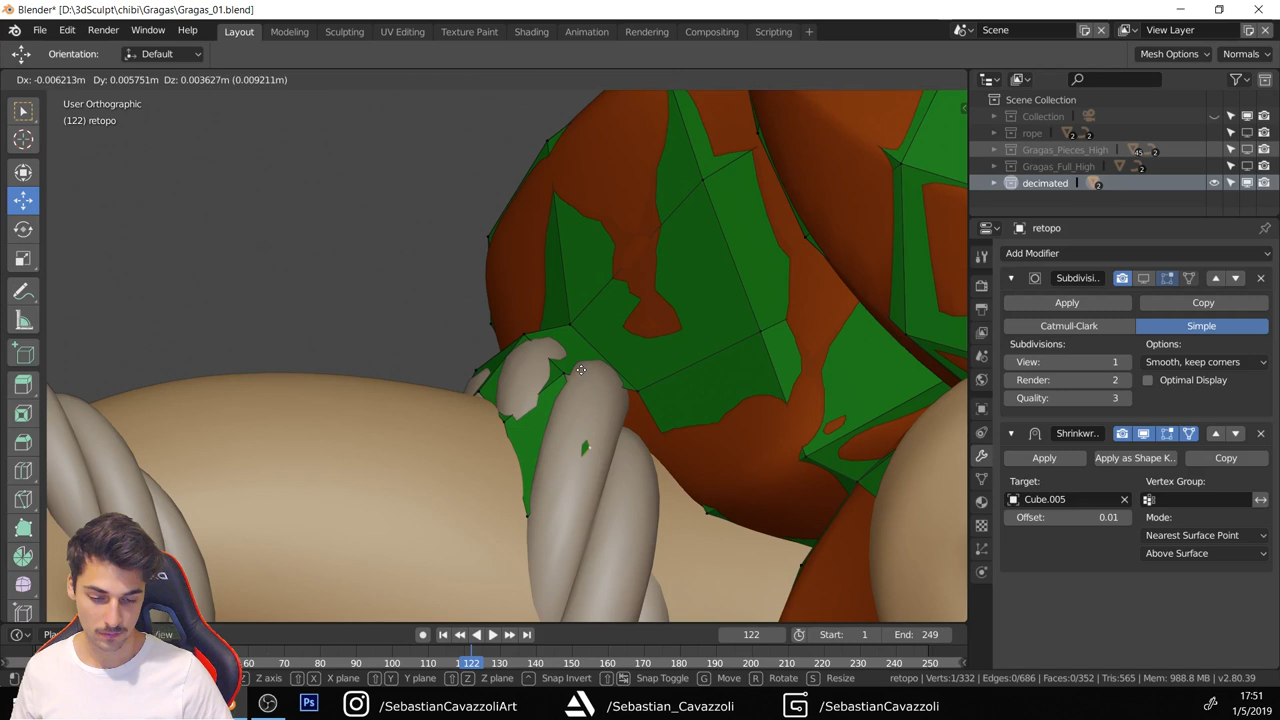 Blender* [D:\3dSculpt\chibi\Gragas\Gragas_01.blend]
File Edit Render Window Help Layout Modeling Sculpting UV Editing Texture Paint Shading Animation Rendering Compositing Scripting + Scene View Layer
Orientation: Default Mesh Options Normals
Dx: -0.006213m Dy: 0.005751m Dz: 0.003627m (0.009211m)
User Orthographic
(122) retopo
Scene Collection
Collection
rope 2 2
Gragas_Pieces_High 45 2
Gragas_Full_High 2
decimated 2
retopo
Add Modifier
Subdivisi..
Apply Copy
Catmull-Clark Simple
Subdivisions: Options:
View: 1 Smooth, keep corners
Render: 2 Optimal Display
Quality: 3
Shrinkwr..
Apply Apply as Shape K.. Copy
Target: Vertex Group:
Cube.005
Offset: 0.01 Mode:
Nearest Surface Point
Above Surface
view 122 Start: 1 End: 249
60 70 80 90 100 110 122 130 140 150 160 170 180 190 200 210 220 230 240 250
Z axis X X plane Y Y plane Z Z plane Snap Invert Snap Toggle G Move R Rotate S Resize retopo | Verts:1/332 | Edges:0/686 | Faces:0/352 | Tris:565 | Mem: 988.8 MB | v2.80.39
Ps /SebastianCavazzoliArt /Sebastian_Cavazzoli /SebastianCavazzoli
17:51
1/5/2019